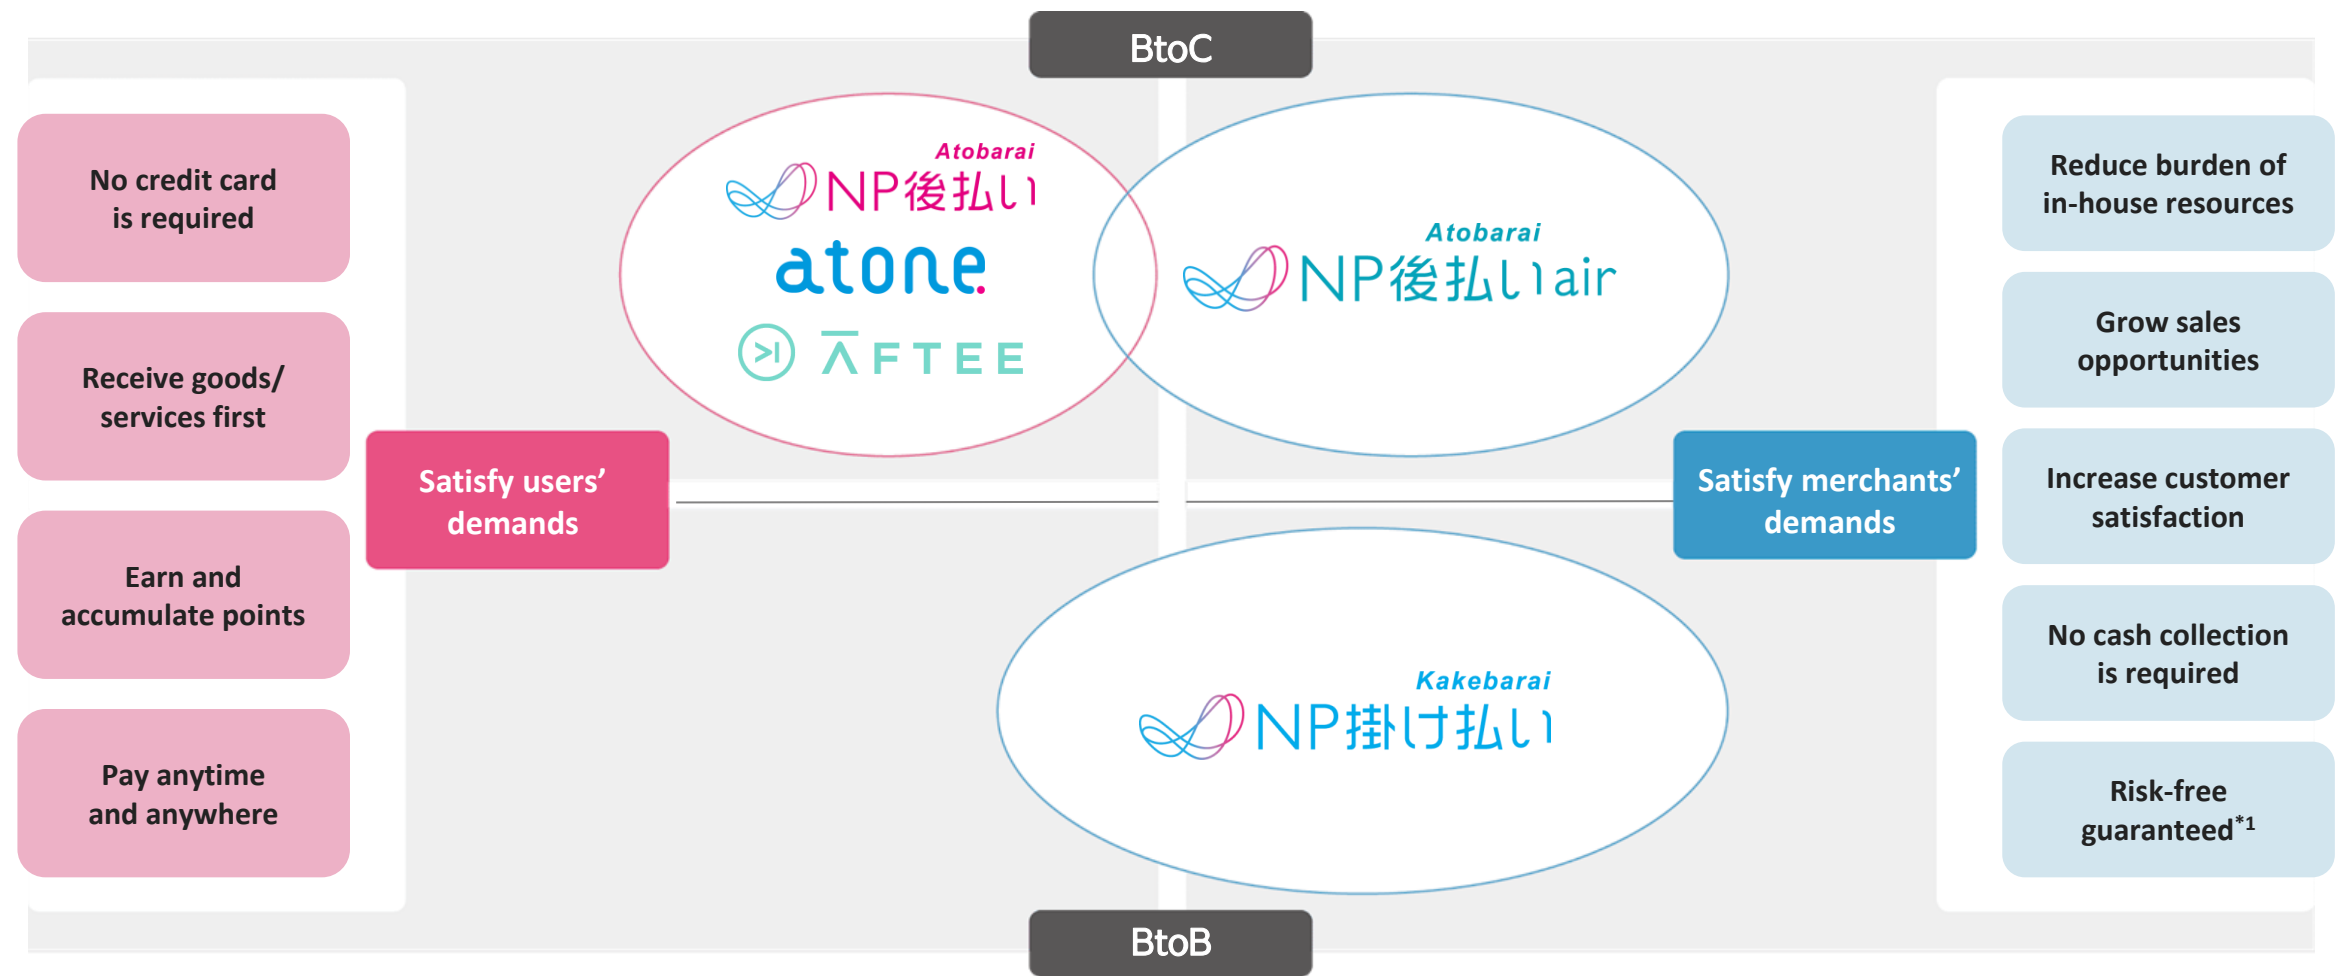 BtoC
No credit card
is required
Receive goods/
services first
Earn and
accumulate points
Pay anytime
and anywhere
Satisfy users’
demands
Atobarai
NP後払い
atone.
AFTEE
Atobarai
NP後払いair
Kakebarai
NP掛け払い
Satisfy merchants’
demands
Reduce burden of
in-house resources
Grow sales
opportunities
Increase customer
satisfaction
No cash collection
is required
Risk-free
guaranteed*1
BtoB